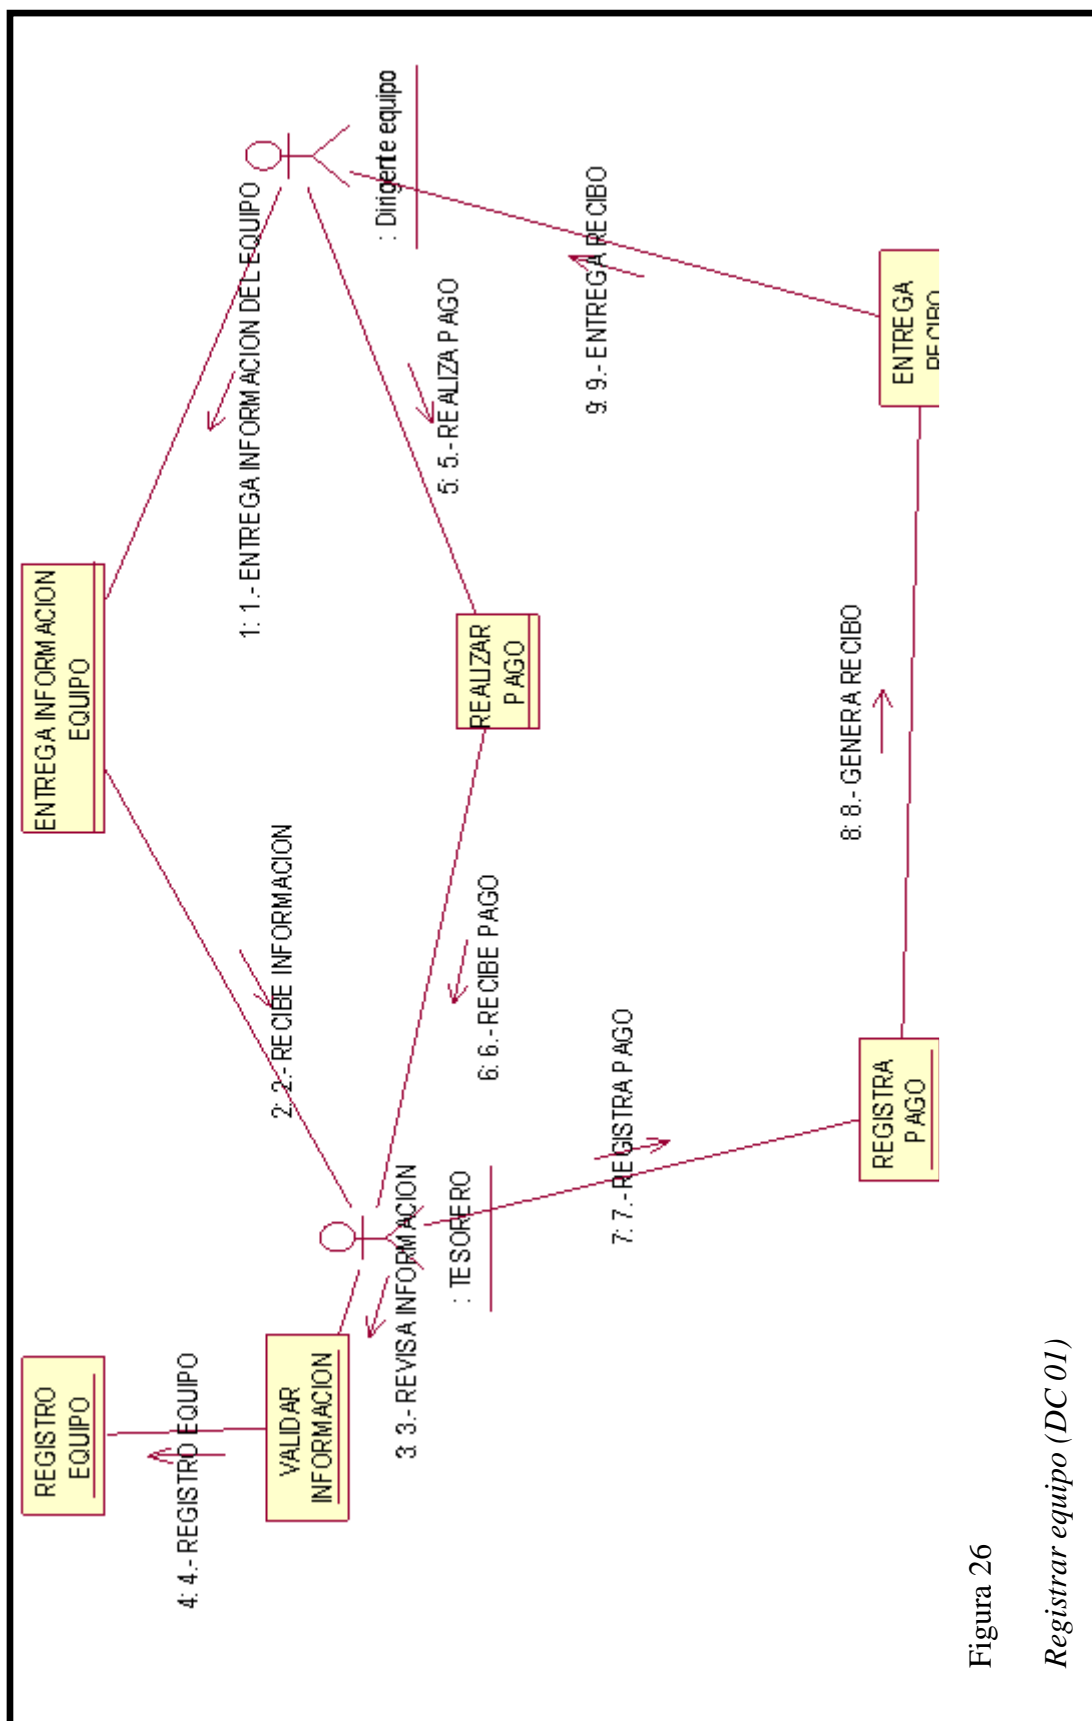 REGISTRO
EQUIPO
ENTREGA INFORMACION
EQUIPO
4: 4.- REGISTRO EQUIPO
1: 1.- ENTREGA INFORMACION DEL EQUIPO
2: 2.- RECIBE INFORMACION
VALIDAR
INFORMACION
: Dirigente equipo
3: 3.- REVISA INFORMACION
5: 5.- REALIZA PAGO
: TESORERO
REALIZAR
PAGO
6: 6.- RECIBE PAGO
9: 9.- ENTREGA RECIBO
7: 7.- REGISTRA PAGO
8: 8.- GENERA RECIBO
REGISTRA
PAGO
ENTREGA
RECIBO
Figura 26
Registrar equipo (DC 01)